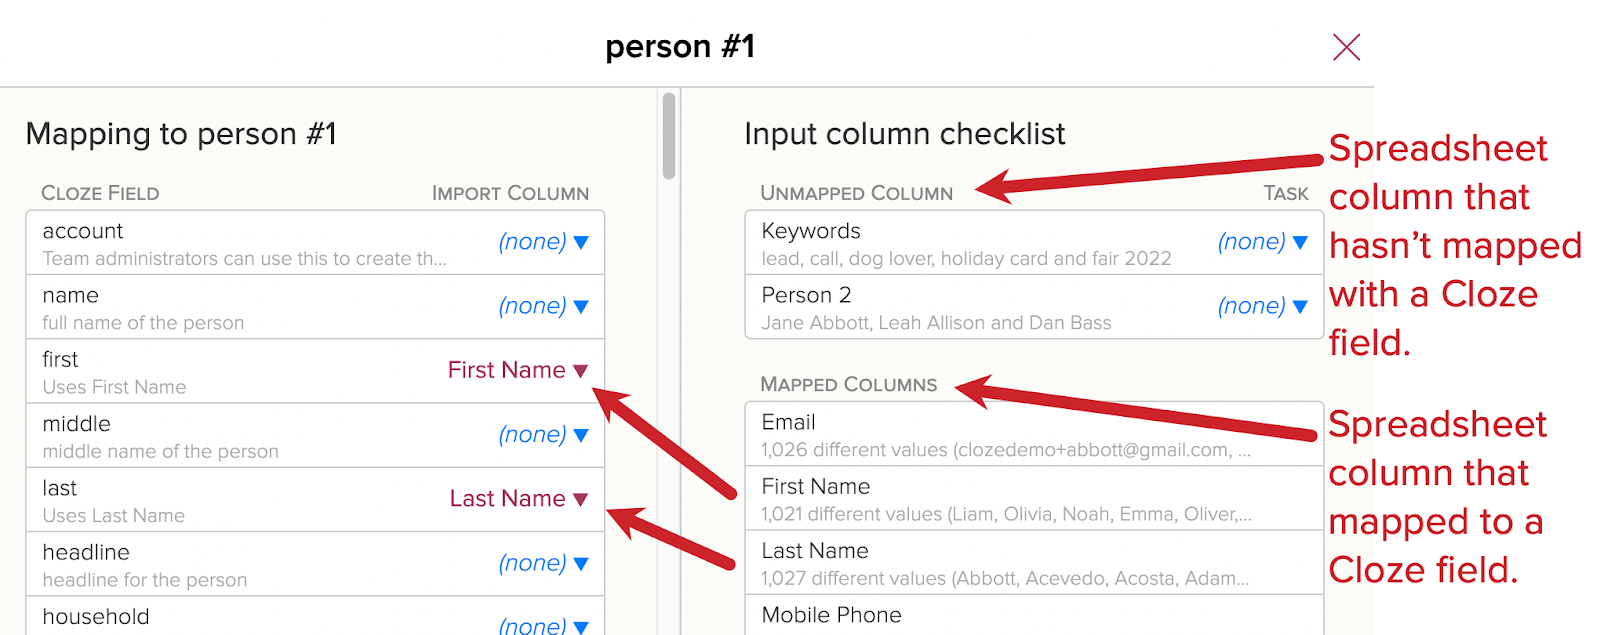 person #1
Mapping to person #1
CLOZE FIELD IMPORT COLUMN
account (none)
Team administrators can use this to create th...
name (none)
full name of the person
first First Name
Uses First Name
middle (none)
middle name of the person
last Last Name
Uses Last Name
headline (none)
headline for the person
household (none)
Input column checklist
UNMAPPED COLUMN TASK
Keywords (none)
lead, call, dog lover, holiday card and fair 2022
Person 2 (none)
Jane Abbott, Leah Allison and Dan Bass
MAPPED COLUMNS
Email
1,026 different values (clozedemo+abbott@gmail.com, ...
First Name
1,021 different values (Liam, Olivia, Noah, Emma, Oliver,...
Last Name
1,027 different values (Abbott, Acevedo, Acosta, Adam...
Mobile Phone
Spreadsheet
column that
hasn’t mapped
with a Cloze
field.
Spreadsheet
column that
mapped to a
Cloze field.